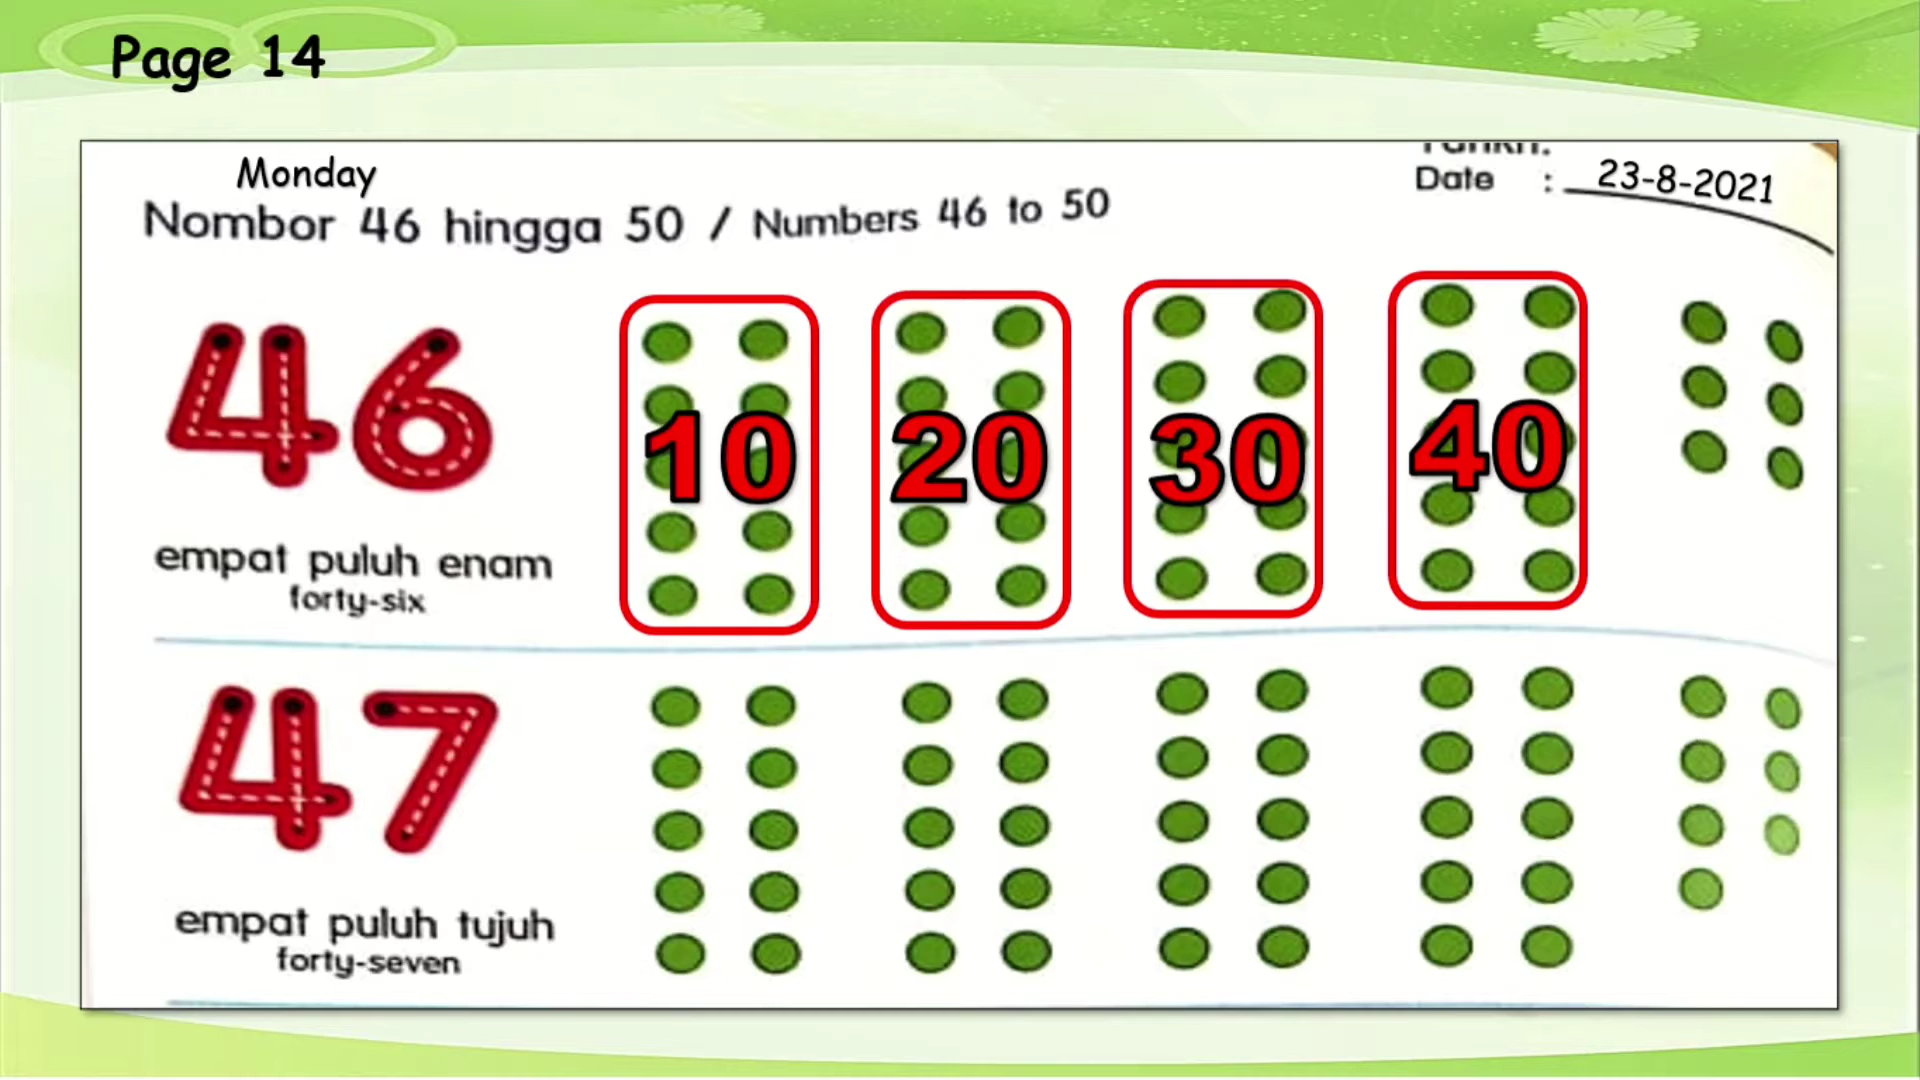 Page 14
Monday
Date : 23-8-2021
Nombor 46 hingga 50 / Numbers 46 to 50
46
10 20 30 40
empat puluh enam
forty-six
47
empat puluh tujuh
forty-seven